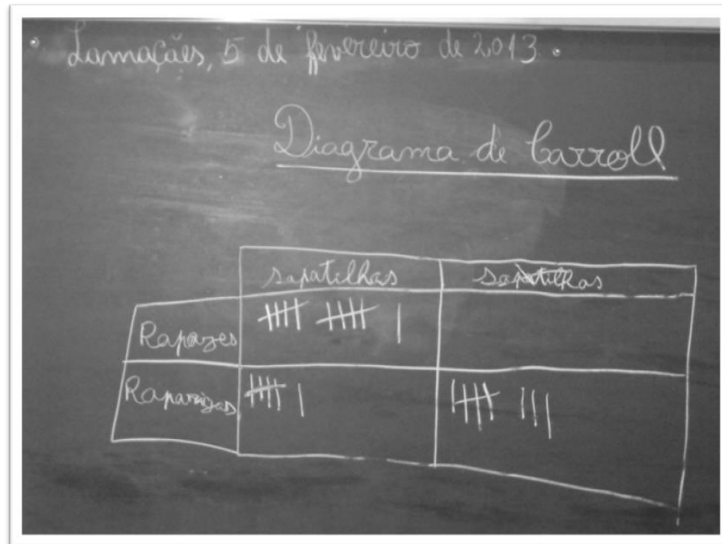 Lamaçães, 5 de fevereiro de 2013.
Diagrama de Carroll
sapatilhas sapatilhas
Rapazes
Raparigas